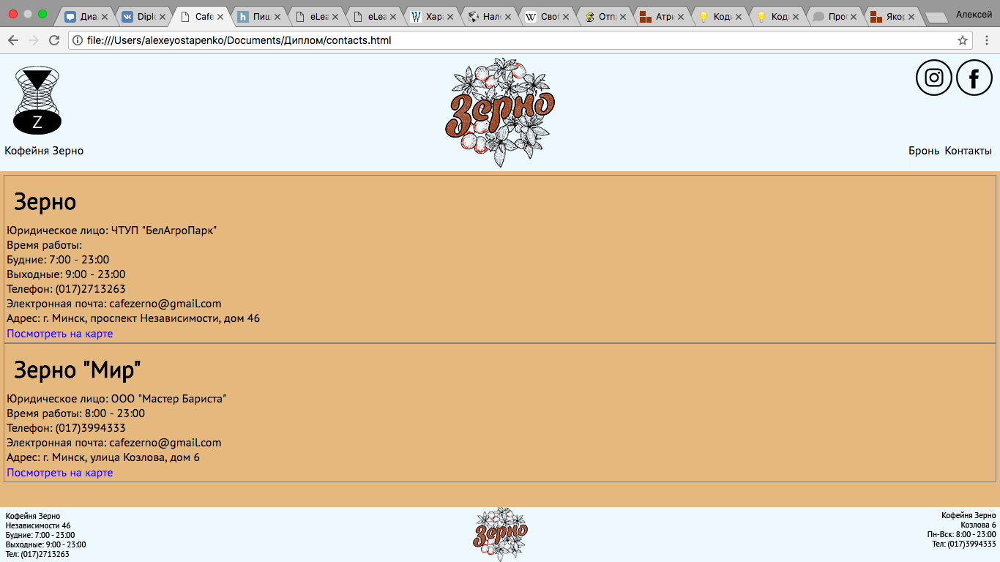 Диа
Diplo
Cafe
Пиш
eLea
eLea
Хар
Нало
Своб
Отпр
Атри
Коди
Коди
Про
Якор
Алексей
file:///Users/alexeyostapenko/Documents/Диплом/contacts.html
Z
Зерно
Кофейня Зерно
Бронь Контакты
Зерно
Юридическое лицо: ЧТУП "БелАгроПарк"
Время работы:
Будние: 7:00 - 23:00
Выходные: 9:00 - 23:00
Телефон: (017)2713263
Электронная почта: cafezerno@gmail.com
Адрес: г. Минск, проспект Независимости, дом 46
Посмотреть на карте
Зерно "Мир"
Юридическое лицо: ООО "Мастер Бариста"
Время работы: 8:00 - 23:00
Телефон: (017)3994333
Электронная почта: cafezerno@gmail.com
Адрес: г. Минск, улица Козлова, дом 6
Посмотреть на карте
Кофейня Зерно
Независимости 46
Будние: 7:00 - 23:00
Выходные: 9:00 - 23:00
Тел: (017)2713263
Зерно
Кофейня Зерно
Козлова 6
Пн-Вск: 8:00 - 23:00
Тел: (017)3994333